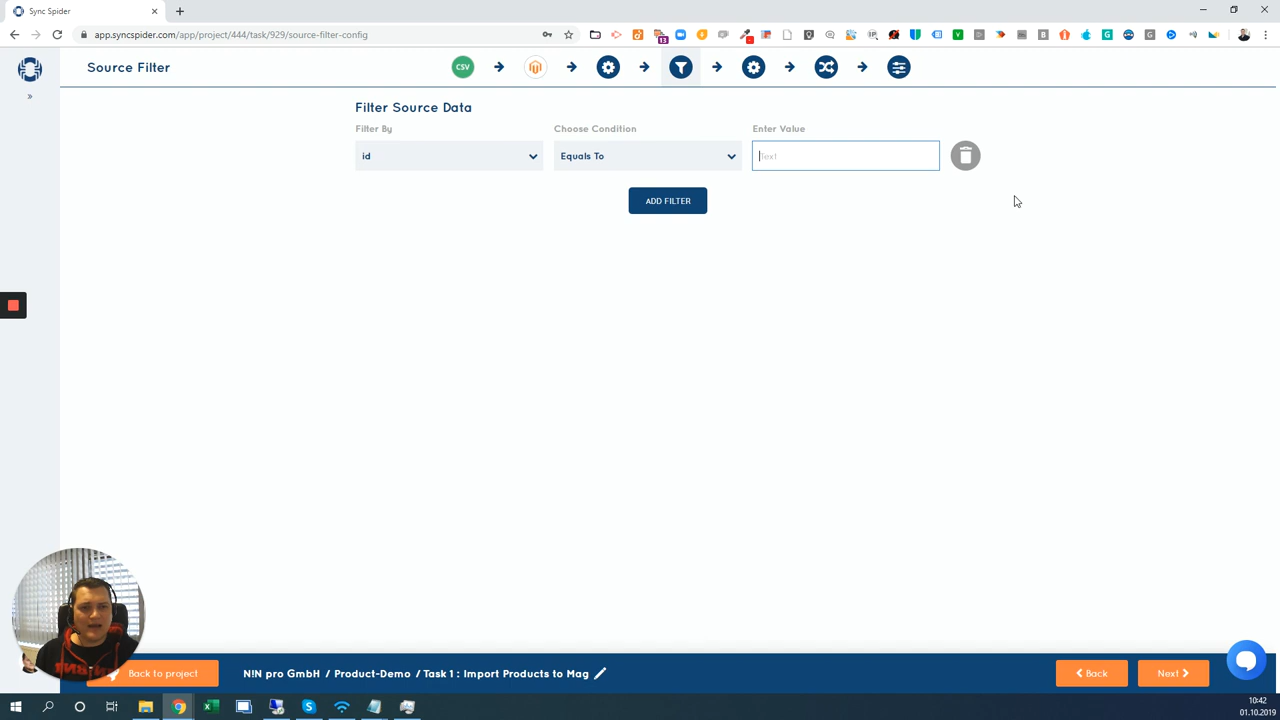 Sync Spider
app.syncspider.com/app/project/444/task/929/source-filter-config
13
Source Filter
CSV
»
Filter Source Data
Filter By
Choose Condition
Enter Value
id
Equals To
Text
ADD FILTER
Back to project
N!N pro GmbH / Product-Demo / Task 1 : Import Products to Mag
Back
Next
10:42
01.10.2019